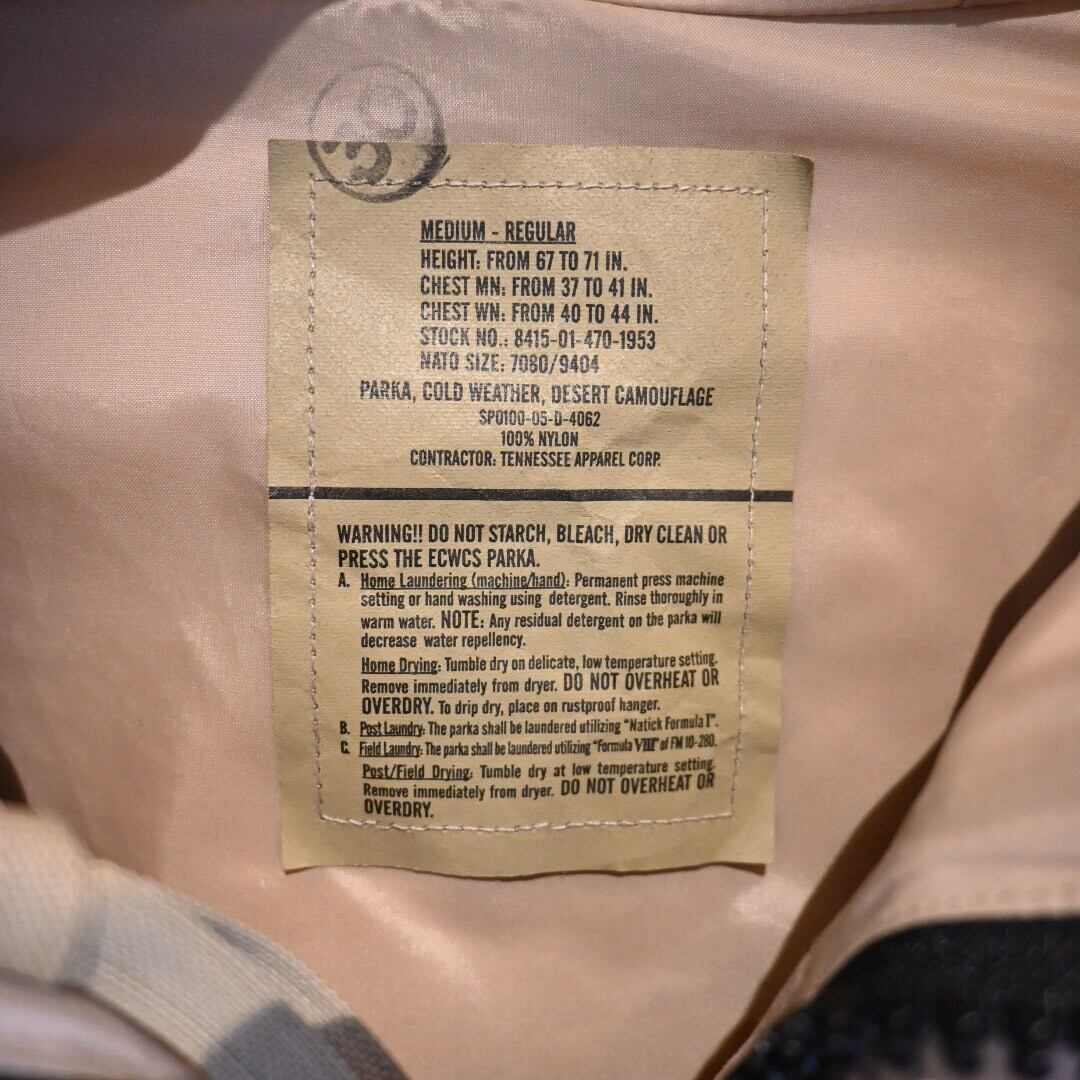 30
MEDIUM - REGULAR
HEIGHT: FROM 67 TO 71 IN.
CHEST MN: FROM 37 TO 41 IN.
CHEST WN: FROM 40 TO 44 IN.
STOCK NO.: 8415-01-470-1953
NATO SIZE: 7080/9404
PARKA, COLD WEATHER, DESERT CAMOUFLAGE
SP0100-05-D-4062
100% NYLON
CONTRACTOR: TENNESSEE APPAREL CORP.
WARNING!! DO NOT STARCH, BLEACH, DRY CLEAN OR
PRESS THE ECWCS PARKA.
A. Home Laundering (machine/hand): Permanent press machine
setting or hand washing using detergent. Rinse thoroughly in
warm water. NOTE: Any residual detergent on the parka will
decrease water repellency.
Home Drying: Tumble dry on delicate, low temperature setting.
Remove immediately from dryer. DO NOT OVERHEAT OR
OVERDRY. To drip dry, place on rustproof hanger.
B. Post Laundry: The parka shall be laundered utilizing "Natick Formula I".
C. Field Laundry: The parka shall be laundered utilizing "Formula VIII" of FM 10-280.
Post/Field Drying: Tumble dry at low temperature setting.
Remove immediately from dryer. DO NOT OVERHEAT OR
OVERDRY.